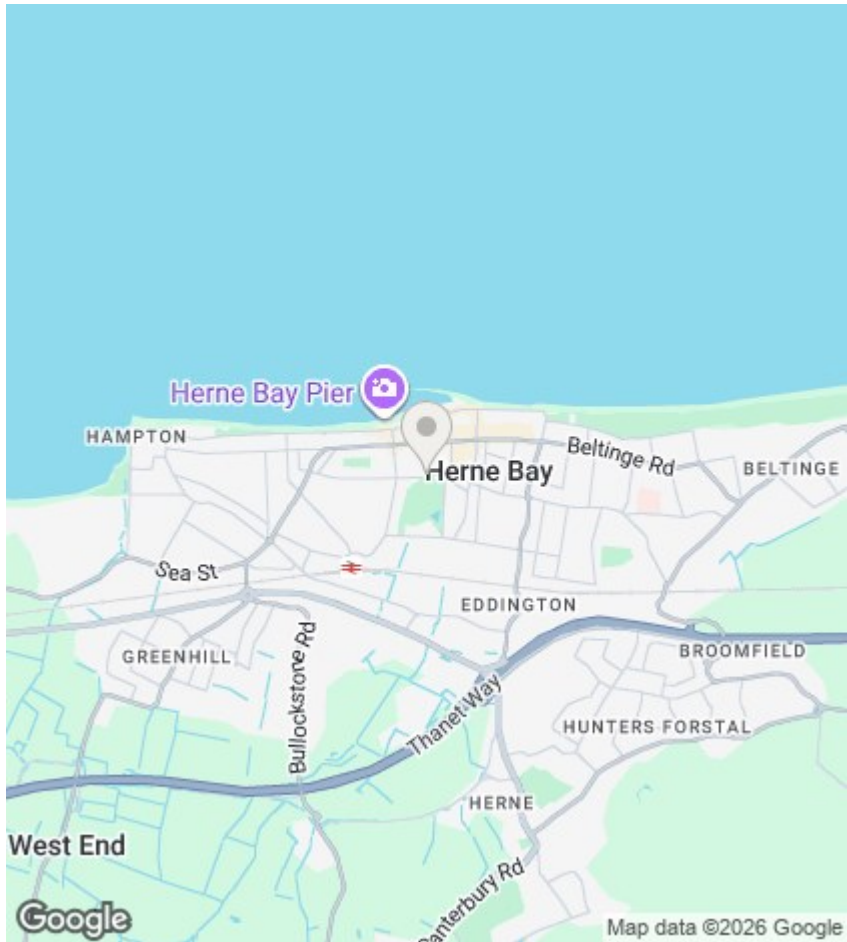 Herne Bay Pier
HAMPTON
Beltinge Rd
Herne Bay
BELTINGE
Sea St
EDDINGTON
GREENHILL
Bullockstone Rd
BROOMFIELD
Thanet Way
HUNTERS FORSTAL
HERNE
West End
Canterbury Rd
Google
Map data ©2026 Google